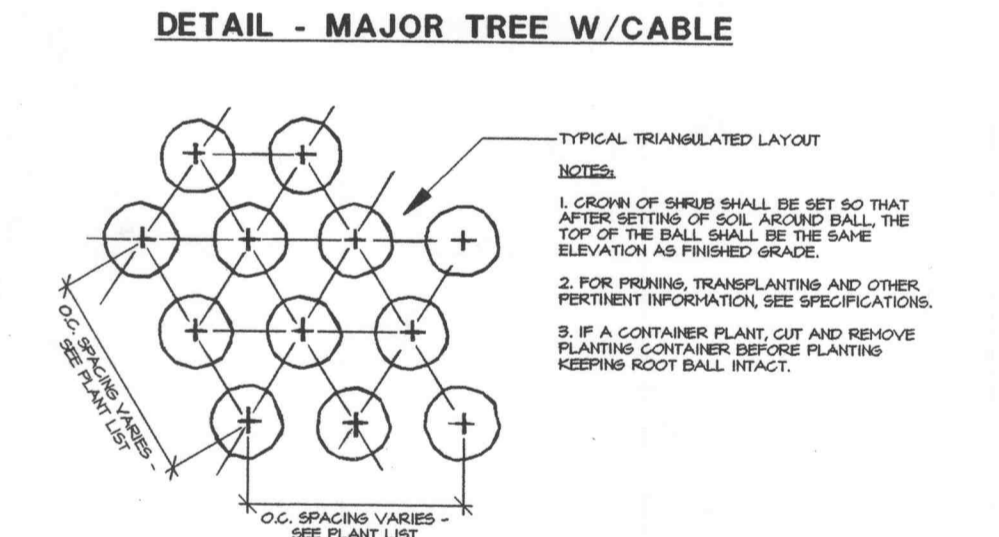 DETAIL - MAJOR TREE W/CABLE
TYPICAL TRIANGULATED LAYOUT
NOTES:
1. CROWN OF SHRUB SHALL BE SET SO THAT
AFTER SETTING OF SOIL AROUND BALL, THE
TOP OF THE BALL SHALL BE THE SAME
ELEVATION AS FINISHED GRADE.
2. FOR PRUNING, TRANSPLANTING AND OTHER
PERTINENT INFORMATION, SEE SPECIFICATIONS.
3. IF A CONTAINER PLANT, CUT AND REMOVE
PLANTING CONTAINER BEFORE PLANTING
KEEPING ROOT BALL INTACT.
O.C. SPACING VARIES -
SEE PLANT LIST
O.C. SPACING VARIES -
SEE PLANT LIST